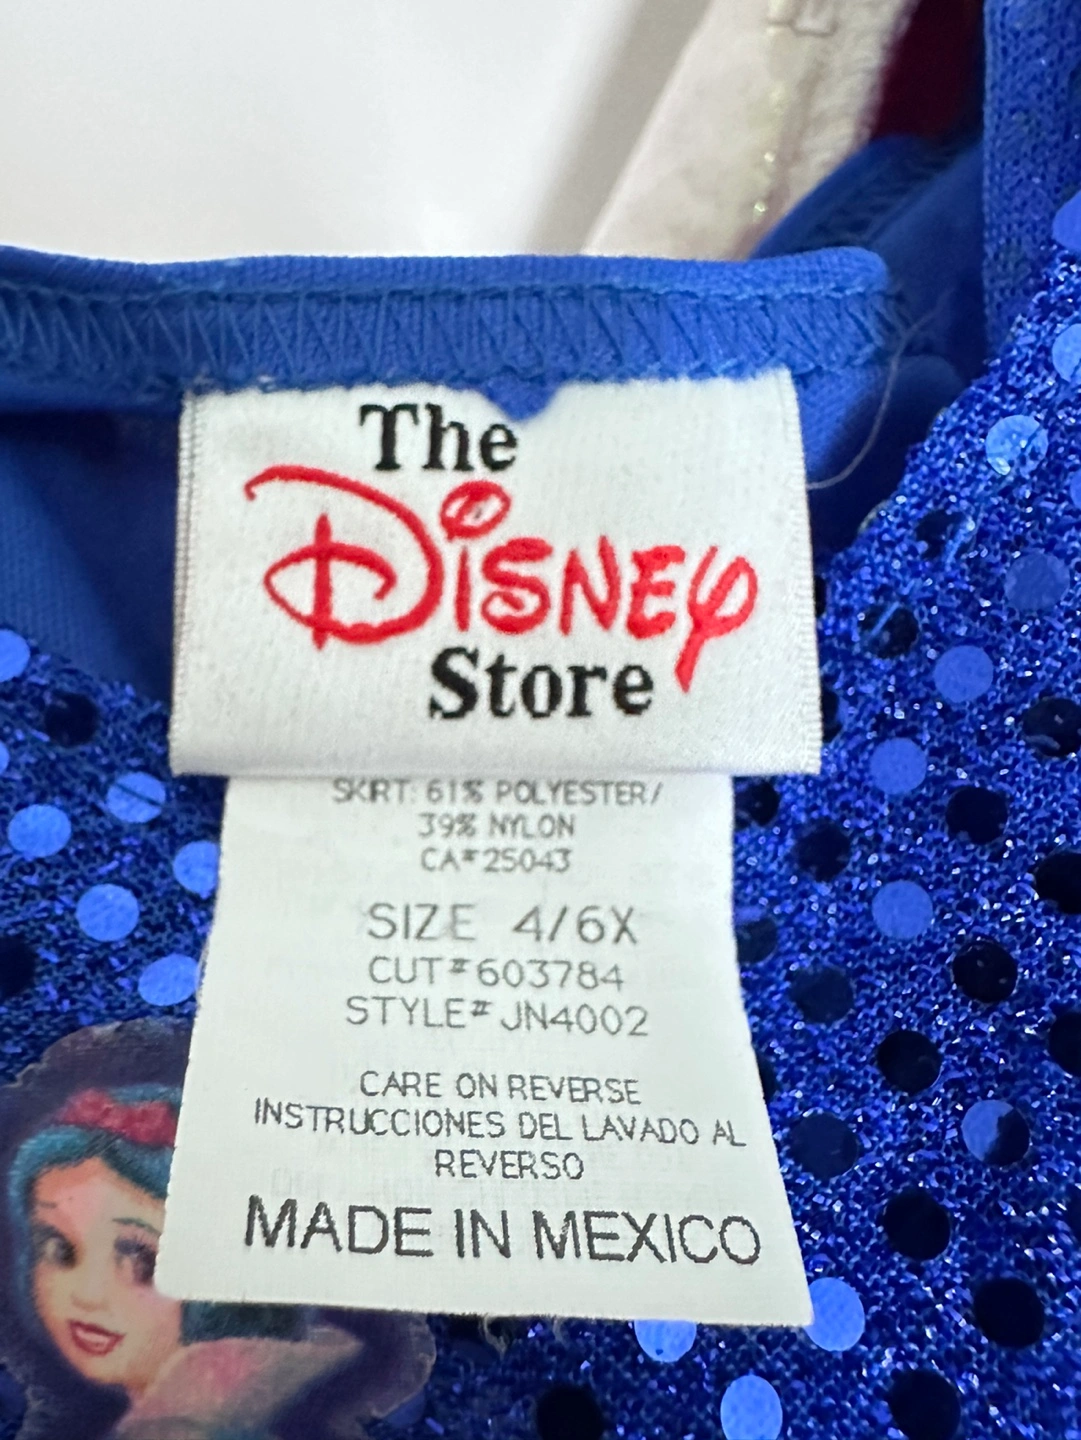 The
Disney
Store
SKIRT: 61% POLYESTER/
39% NYLON
CA#25043
SIZE 4/6X
CUT#603784
STYLE# JN4002
CARE ON REVERSE
INSTRUCCIONES DEL LAVADO AL
REVERSO
MADE IN MEXICO